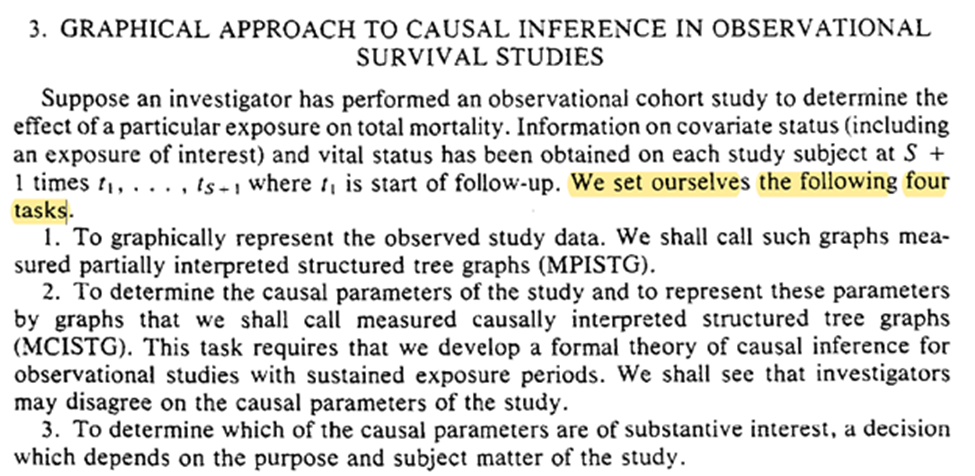 3. GRAPHICAL APPROACH TO CAUSAL INFERENCE IN OBSERVATIONAL
SURVIVAL STUDIES
Suppose an investigator has performed an observational cohort study to determine the
effect of a particular exposure on total mortality. Information on covariate status (including
an exposure of interest) and vital status has been obtained on each study subject at S +
1 times t₁, . . . , t_{S+1} where t₁ is start of follow-up. We set ourselves the following four
tasks.
1. To graphically represent the observed study data. We shall call such graphs mea-
sured partially interpreted structured tree graphs (MPISTG).
2. To determine the causal parameters of the study and to represent these parameters
by graphs that we shall call measured causally interpreted structured tree graphs
(MCISTG). This task requires that we develop a formal theory of causal inference for
observational studies with sustained exposure periods. We shall see that investigators
may disagree on the causal parameters of the study.
3. To determine which of the causal parameters are of substantive interest, a decision
which depends on the purpose and subject matter of the study.